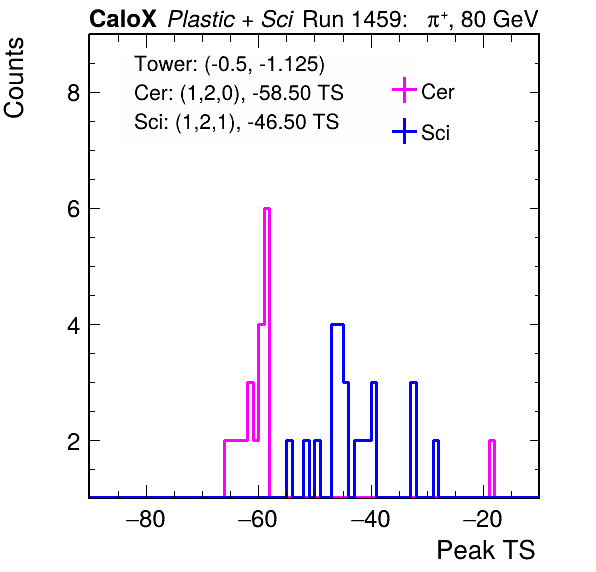 CaloX Plastic + Sci Run 1459: π⁺, 80 GeV
Counts
Tower: (-0.5, -1.125)
Cer: (1,2,0), -58.50 TS
Sci: (1,2,1), -46.50 TS
Cer
Sci
8
6
4
2
−80 −60 −40 −20
Peak TS